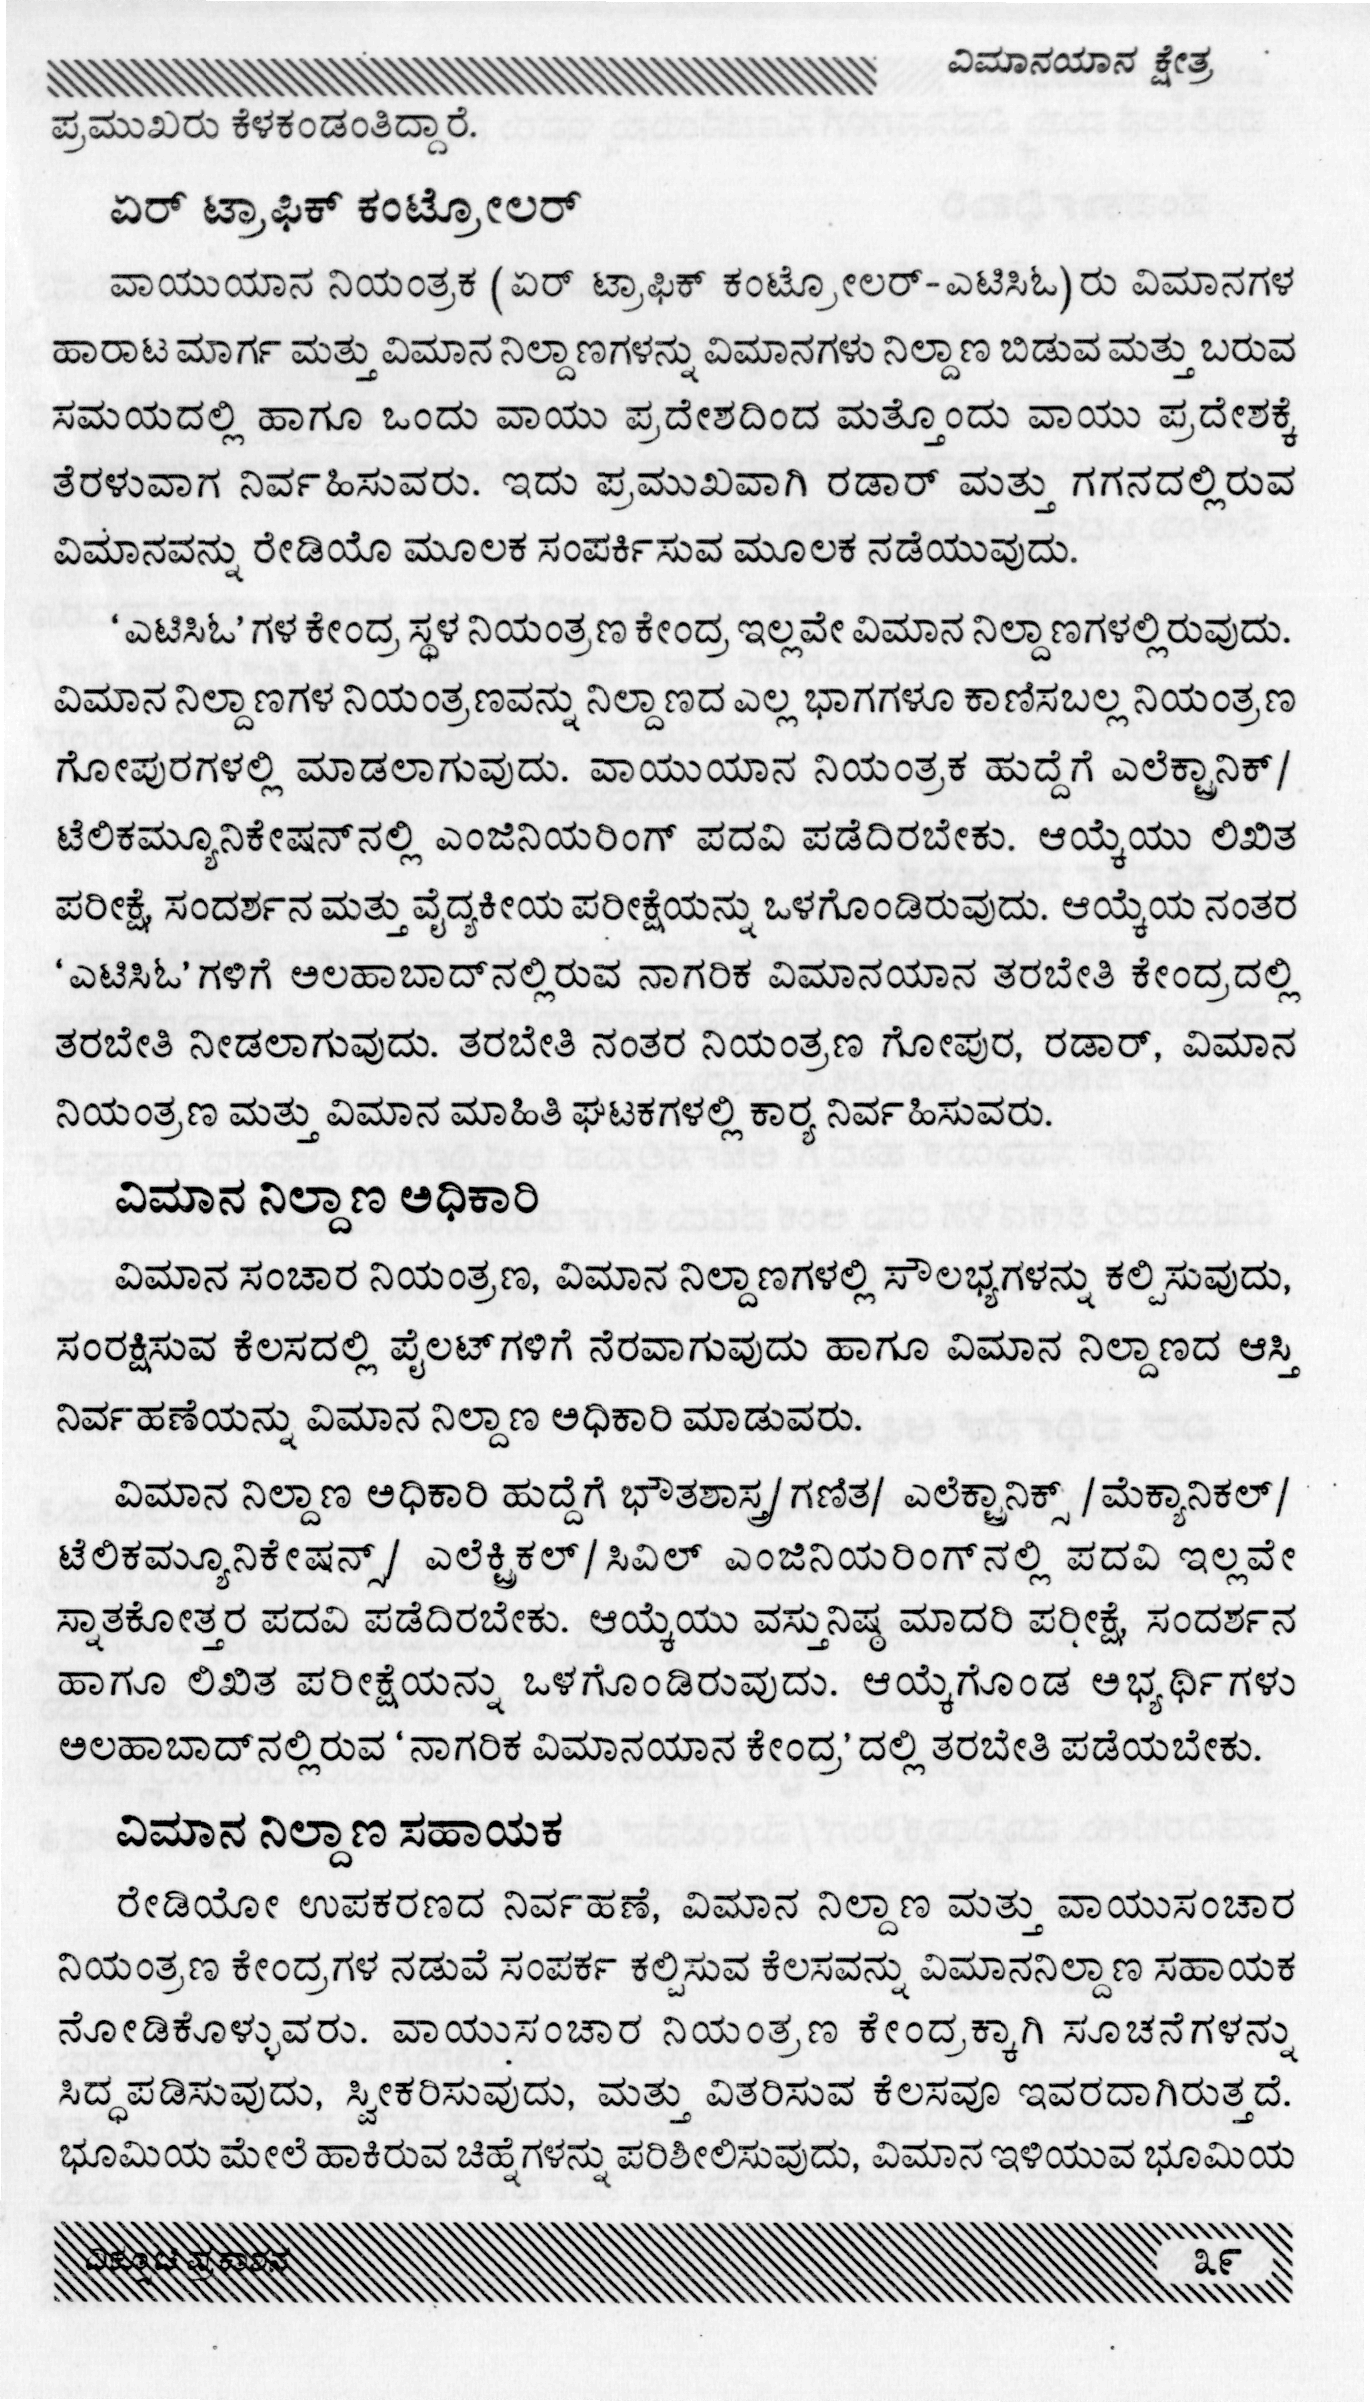 ವಿಮಾನಯಾನ ಕ್ಷೇತ್ರ
ಪ್ರಮುಖರು ಕೆಳಕಂಡಂತಿದ್ದಾರೆ.
ಏರ್ ಟ್ರಾಫಿಕ್ ಕಂಟ್ರೋಲರ್
ವಾಯುಯಾನ ನಿಯಂತ್ರಕ (ಏರ್ ಟ್ರಾಫಿಕ್ ಕಂಟ್ರೋಲರ್-ಎಟಿಸಿಓ)ರು ವಿಮಾನಗಳ
ಹಾರಾಟ ಮಾರ್ಗ ಮತ್ತು ವಿಮಾನ ನಿಲ್ದಾಣಗಳನ್ನು ವಿಮಾನಗಳು ನಿಲ್ದಾಣ ಬಿಡುವ ಮತ್ತು ಬರುವ
ಸಮಯದಲ್ಲಿ ಹಾಗೂ ಒಂದು ವಾಯು ಪ್ರದೇಶದಿಂದ ಮತ್ತೊಂದು ವಾಯು ಪ್ರದೇಶಕ್ಕೆ
ತೆರಳುವಾಗ ನಿರ್ವಹಿಸುವರು. ಇದು ಪ್ರಮುಖವಾಗಿ ರಡಾರ್ ಮತ್ತು ಗಗನದಲ್ಲಿರುವ
ವಿಮಾನವನ್ನು ರೇಡಿಯೊ ಮೂಲಕ ಸಂಪರ್ಕಿಸುವ ಮೂಲಕ ನಡೆಯುವುದು.
‘ಎಟಿಸಿಓ’ಗಳ ಕೇಂದ್ರ ಸ್ಥಳ ನಿಯಂತ್ರಣ ಕೇಂದ್ರ ಇಲ್ಲವೇ ವಿಮಾನ ನಿಲ್ದಾಣಗಳಲ್ಲಿರುವುದು.
ವಿಮಾನ ನಿಲ್ದಾಣಗಳ ನಿಯಂತ್ರಣವನ್ನು ನಿಲ್ದಾಣದ ಎಲ್ಲ ಭಾಗಗಳೂ ಕಾಣಿಸಬಲ್ಲ ನಿಯಂತ್ರಣ
ಗೋಪುರಗಳಲ್ಲಿ ಮಾಡಲಾಗುವುದು. ವಾಯುಯಾನ ನಿಯಂತ್ರಕ ಹುದ್ದೆಗೆ ಎಲೆಕ್ಟ್ರಾನಿಕ್/
ಟೆಲಿಕಮ್ಯೂನಿಕೇಷನ್‌ನಲ್ಲಿ ಎಂಜಿನಿಯರಿಂಗ್ ಪದವಿ ಪಡೆದಿರಬೇಕು. ಆಯ್ಕೆಯು ಲಿಖಿತ
ಪರೀಕ್ಷೆ, ಸಂದರ್ಶನ ಮತ್ತು ವೈದ್ಯಕೀಯ ಪರೀಕ್ಷೆಯನ್ನು ಒಳಗೊಂಡಿರುವುದು. ಆಯ್ಕೆಯ ನಂತರ
‘ಎಟಿಸಿಓ’ಗಳಿಗೆ ಅಲಹಾಬಾದ್‌ನಲ್ಲಿರುವ ನಾಗರಿಕ ವಿಮಾನಯಾನ ತರಬೇತಿ ಕೇಂದ್ರದಲ್ಲಿ
ತರಬೇತಿ ನೀಡಲಾಗುವುದು. ತರಬೇತಿ ನಂತರ ನಿಯಂತ್ರಣ ಗೋಪುರ, ರಡಾರ್, ವಿಮಾನ
ನಿಯಂತ್ರಣ ಮತ್ತು ವಿಮಾನ ಮಾಹಿತಿ ಘಟಕಗಳಲ್ಲಿ ಕಾರ‍್ಯ ನಿರ್ವಹಿಸುವರು.
ವಿಮಾನ ನಿಲ್ದಾಣ ಅಧಿಕಾರಿ
ವಿಮಾನ ಸಂಚಾರ ನಿಯಂತ್ರಣ, ವಿಮಾನ ನಿಲ್ದಾಣಗಳಲ್ಲಿ ಸೌಲಭ್ಯಗಳನ್ನು ಕಲ್ಪಿಸುವುದು,
ಸಂರಕ್ಷಿಸುವ ಕೆಲಸದಲ್ಲಿ ಪೈಲಟ್‌ಗಳಿಗೆ ನೆರವಾಗುವುದು ಹಾಗೂ ವಿಮಾನ ನಿಲ್ದಾಣದ ಆಸ್ತಿ
ನಿರ್ವಹಣೆಯನ್ನು ವಿಮಾನ ನಿಲ್ದಾಣ ಅಧಿಕಾರಿ ಮಾಡುವರು.
ವಿಮಾನ ನಿಲ್ದಾಣ ಅಧಿಕಾರಿ ಹುದ್ದೆಗೆ ಭೌತಶಾಸ್ತ್ರ/ಗಣಿತ/ ಎಲೆಕ್ಟ್ರಾನಿಕ್ಸ್ /ಮೆಕ್ಯಾನಿಕಲ್/
ಟೆಲಿಕಮ್ಯೂನಿಕೇಷನ್ಸ್/ ಎಲೆಕ್ಟ್ರಿಕಲ್/ಸಿವಿಲ್ ಎಂಜಿನಿಯರಿಂಗ್‌ನಲ್ಲಿ ಪದವಿ ಇಲ್ಲವೇ
ಸ್ನಾತಕೋತ್ತರ ಪದವಿ ಪಡೆದಿರಬೇಕು. ಆಯ್ಕೆಯು ವಸ್ತುನಿಷ್ಠ ಮಾದರಿ ಪರೀಕ್ಷೆ, ಸಂದರ್ಶನ
ಹಾಗೂ ಲಿಖಿತ ಪರೀಕ್ಷೆಯನ್ನು ಒಳಗೊಂಡಿರುವುದು. ಆಯ್ಕೆಗೊಂಡ ಅಭ್ಯರ್ಥಿಗಳು
ಅಲಹಾಬಾದ್‌ನಲ್ಲಿರುವ ‘ನಾಗರಿಕ ವಿಮಾನಯಾನ ಕೇಂದ್ರ’ದಲ್ಲಿ ತರಬೇತಿ ಪಡೆಯಬೇಕು.
ವಿಮಾನ ನಿಲ್ದಾಣ ಸಹಾಯಕ
ರೇಡಿಯೋ ಉಪಕರಣದ ನಿರ್ವಹಣೆ, ವಿಮಾನ ನಿಲ್ದಾಣ ಮತ್ತು ವಾಯುಸಂಚಾರ
ನಿಯಂತ್ರಣ ಕೇಂದ್ರಗಳ ನಡುವೆ ಸಂಪರ್ಕ ಕಲ್ಪಿಸುವ ಕೆಲಸವನ್ನು ವಿಮಾನನಿಲ್ದಾಣ ಸಹಾಯಕ
ನೋಡಿಕೊಳ್ಳುವರು. ವಾಯುಸಂಚಾರ ನಿಯಂತ್ರಣ ಕೇಂದ್ರಕ್ಕಾಗಿ ಸೂಚನೆಗಳನ್ನು
ಸಿದ್ಧಪಡಿಸುವುದು, ಸ್ವೀಕರಿಸುವುದು, ಮತ್ತು ವಿತರಿಸುವ ಕೆಲಸವೂ ಇವರದಾಗಿರುತ್ತದೆ.
ಭೂಮಿಯ ಮೇಲೆ ಹಾಕಿರುವ ಚಿಹ್ನೆಗಳನ್ನು ಪರಿಶೀಲಿಸುವುದು, ವಿಮಾನ ಇಳಿಯುವ ಭೂಮಿಯ
ಪ್ರಕಾಶನ
೩೯